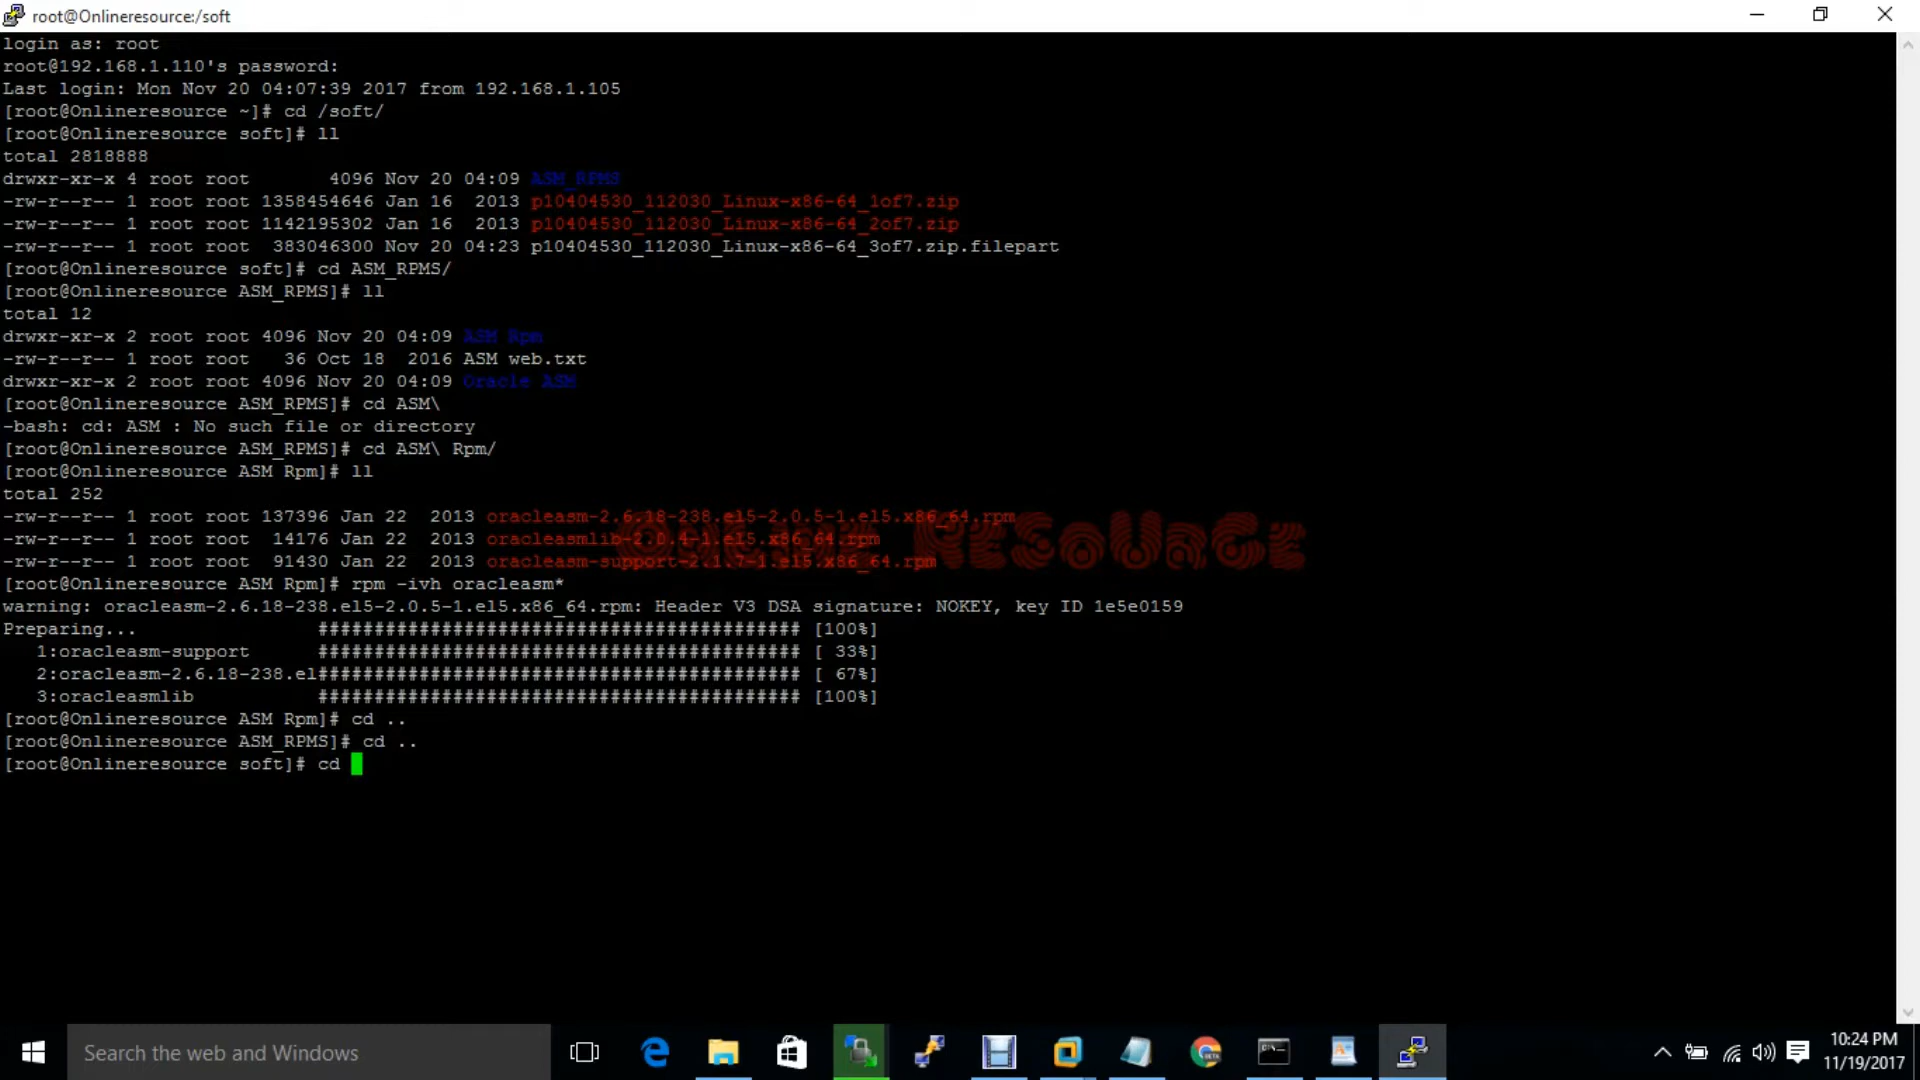 root@Onlineresource:/soft
login as: root
root@192.168.1.110's password:
Last login: Mon Nov 20 04:07:39 2017 from 192.168.1.105
[root@Onlineresource ~]# cd /soft/
[root@Onlineresource soft]# ll
total 2818888
drwxr-xr-x 4 root root       4096 Nov 20 04:09 ASM_RPMS
-rw-r--r-- 1 root root 1358454646 Jan 16  2013 p10404530_112030_Linux-x86-64_1of7.zip
-rw-r--r-- 1 root root 1142195302 Jan 16  2013 p10404530_112030_Linux-x86-64_2of7.zip
-rw-r--r-- 1 root root  383046300 Nov 20 04:23 p10404530_112030_Linux-x86-64_3of7.zip.filepart
[root@Onlineresource soft]# cd ASM_RPMS/
[root@Onlineresource ASM_RPMS]# ll
total 12
drwxr-xr-x 2 root root 4096 Nov 20 04:09 ASM Rpm
-rw-r--r-- 1 root root   36 Oct 18  2016 ASM web.txt
drwxr-xr-x 2 root root 4096 Nov 20 04:09 Oracle ASM
[root@Onlineresource ASM_RPMS]# cd ASM\
-bash: cd: ASM : No such file or directory
[root@Onlineresource ASM_RPMS]# cd ASM\ Rpm/
[root@Onlineresource ASM Rpm]# ll
total 252
-rw-r--r-- 1 root root 137396 Jan 22  2013 oracleasm-2.6.18-238.el5-2.0.5-1.el5.x86_64.rpm
-rw-r--r-- 1 root root  14176 Jan 22  2013 oracleasmlib-2.0.4-1.el5.x86_64.rpm
-rw-r--r-- 1 root root  91430 Jan 22  2013 oracleasm-support-2.1.7-1.el5.x86_64.rpm
ONLINE RESOURCE
[root@Onlineresource ASM Rpm]# rpm -ivh oracleasm*
warning: oracleasm-2.6.18-238.el5-2.0.5-1.el5.x86_64.rpm: Header V3 DSA signature: NOKEY, key ID 1e5e0159
Preparing...                ########################################### [100%]
   1:oracleasm-support      ########################################### [ 33%]
   2:oracleasm-2.6.18-238.el########################################### [ 67%]
   3:oracleasmlib           ########################################### [100%]
[root@Onlineresource ASM Rpm]# cd ..
[root@Onlineresource ASM_RPMS]# cd ..
[root@Onlineresource soft]# cd
Search the web and Windows
10:24 PM
11/19/2017